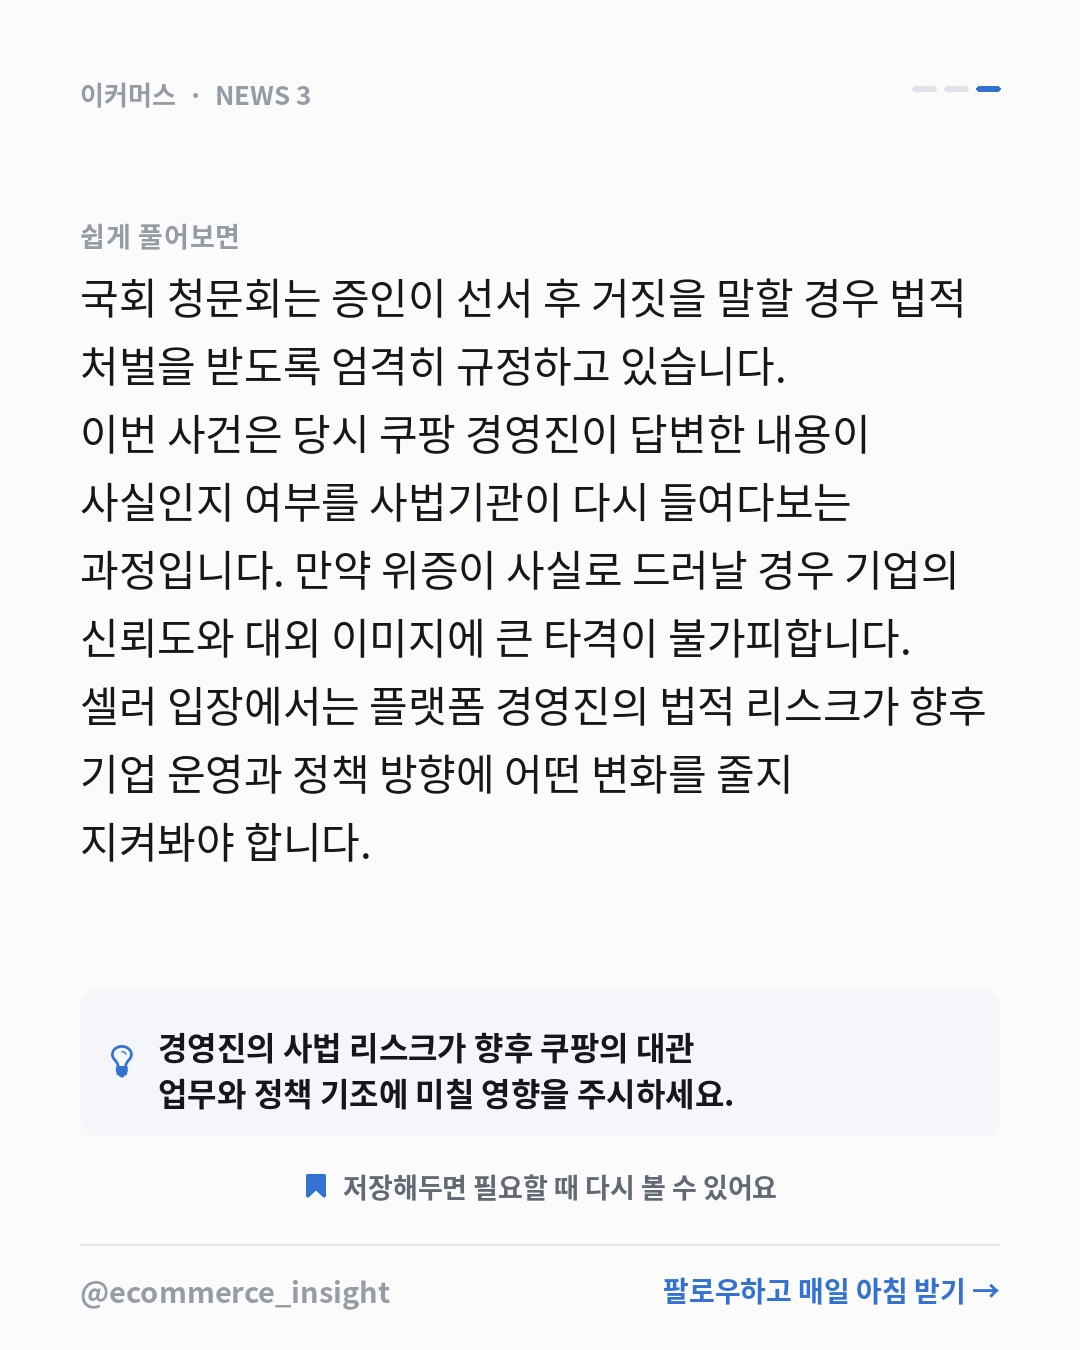 이커머스 · NEWS 3
쉽게 풀어보면
국회 청문회는 증인이 선서 후 거짓을 말할 경우 법적
처벌을 받도록 엄격히 규정하고 있습니다.
이번 사건은 당시 쿠팡 경영진이 답변한 내용이
사실인지 여부를 사법기관이 다시 들여다보는
과정입니다. 만약 위증이 사실로 드러날 경우 기업의
신뢰도와 대외 이미지에 큰 타격이 불가피합니다.
셀러 입장에서는 플랫폼 경영진의 법적 리스크가 향후
기업 운영과 정책 방향에 어떤 변화를 줄지
지켜봐야 합니다.
경영진의 사법 리스크가 향후 쿠팡의 대관
업무와 정책 기조에 미칠 영향을 주시하세요.
저장해두면 필요할 때 다시 볼 수 있어요
@ecommerce_insight
팔로우하고 매일 아침 받기 →